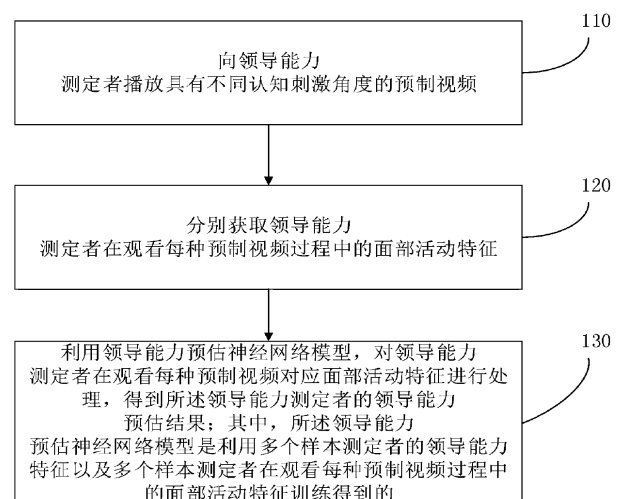 110
向领导能力
测定者播放具有不同认知刺激角度的预制视频
120
分别获取领导能力
测定者在观看每种预制视频过程中的面部活动特征
130
利用领导能力预估神经网络模型，对领导能力
测定者在观看每种预制视频对应面部活动特征进行处
理，得到所述领导能力测定者的领导能力
预估结果；其中，所述领导能力
预估神经网络模型是利用多个样本测定者的领导能力
特征以及多个样本测定者在观看每种预制视频过程中
的面部活动特征训练得到的